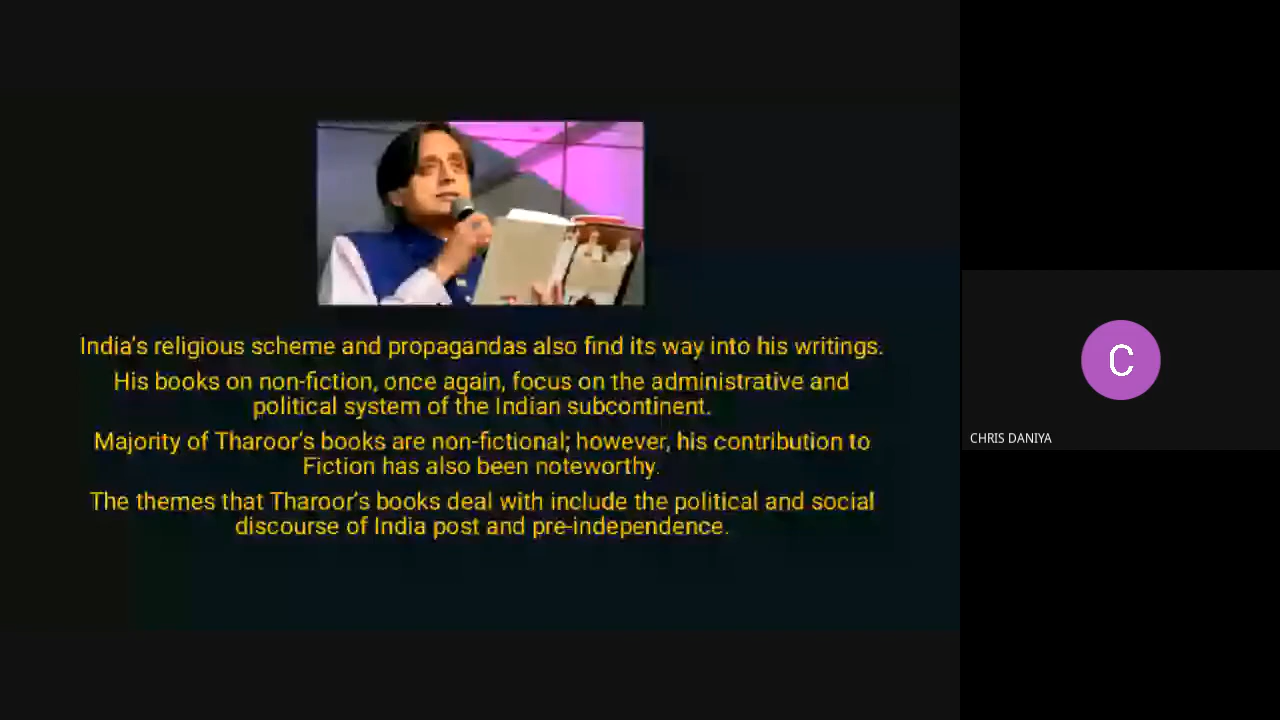 India's religious scheme and propagandas also find its way into his writings.
His books on non-fiction, once again, focus on the administrative and
political system of the Indian subcontinent.
Majority of Tharoor's books are non-fictional; however, his contribution to
Fiction has also been noteworthy.
The themes that Tharoor's books deal with include the political and social
discourse of India post and pre-independence.
C
CHRIS DANIYA